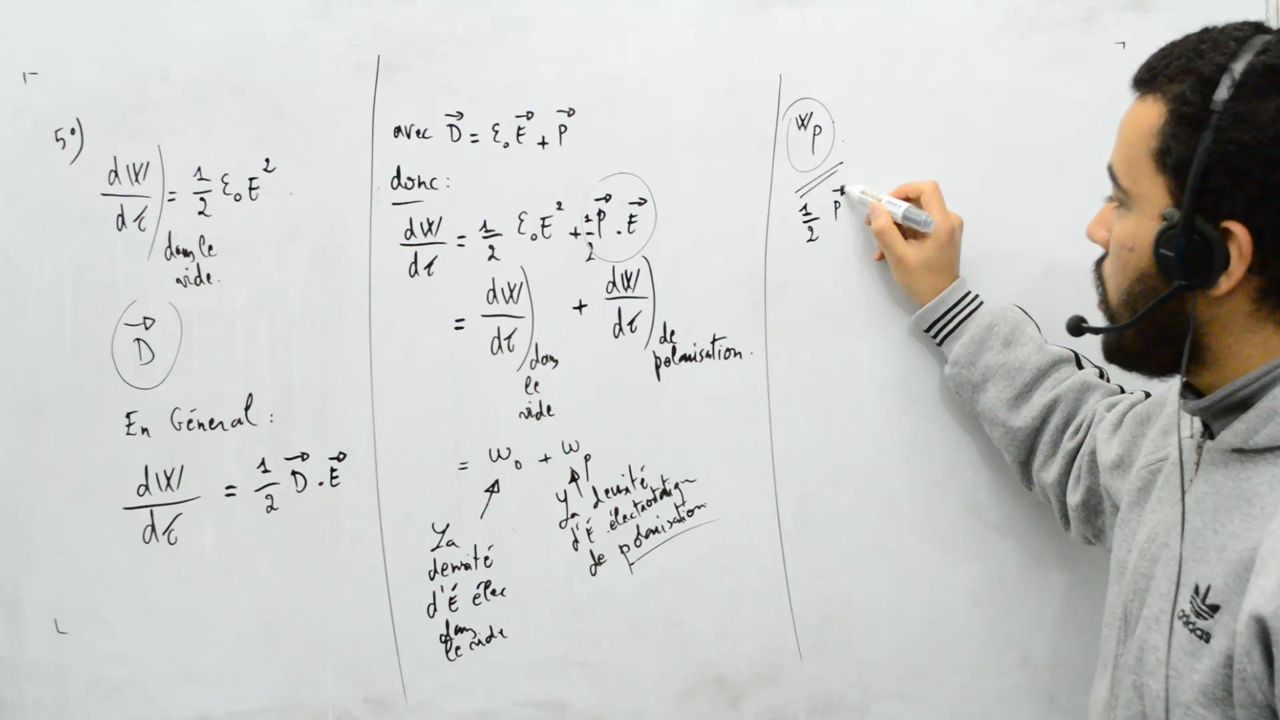 5°)
dW/dτ) dans le vide. = 1/2 ε₀E²
D⃗
En Géneral :
dW/dτ = 1/2 D⃗ . E⃗
avec D⃗ = ε₀E⃗ + P⃗
donc :
dW/dτ = 1/2 ε₀E² + 1/2 P⃗ . E⃗
= dW/dτ) dans le vide + dW/dτ) de polarisation.
= w₀ + wp
La
densité
d'É élec
dans
le vide
La densité
d'É électrostatique
de polarisation
wp
1/2 P⃗
adidas